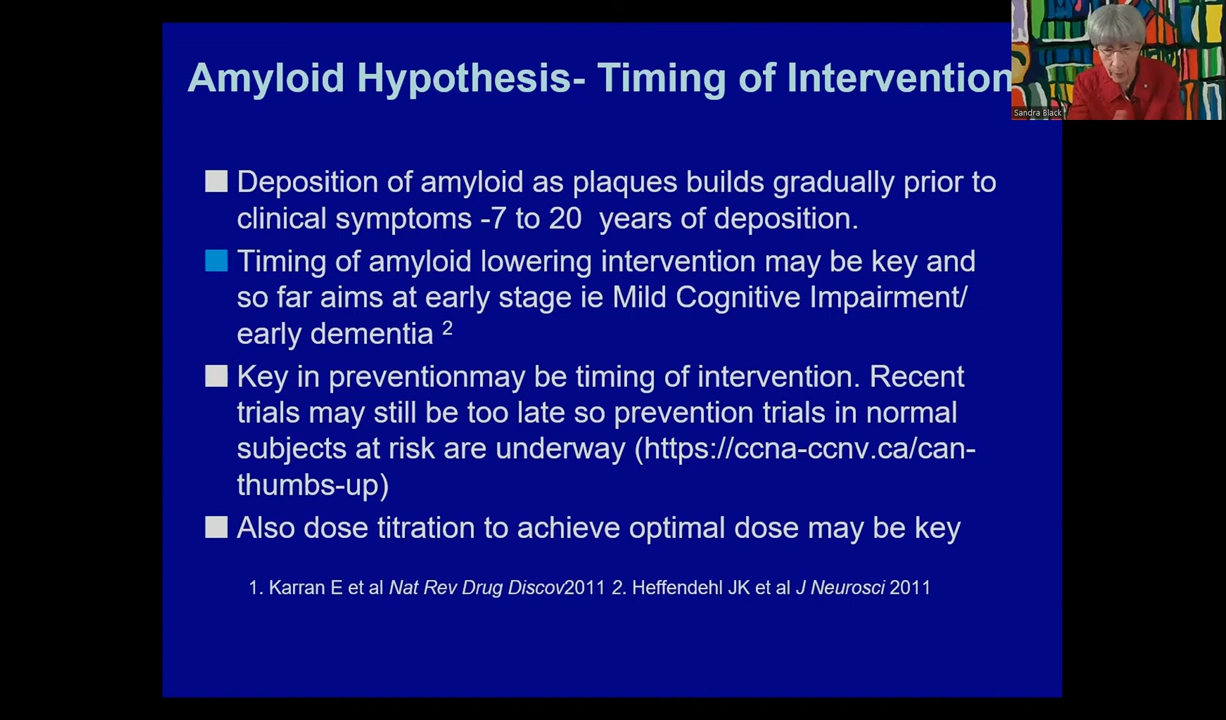 Amyloid Hypothesis- Timing of Intervention
Sandra Black
Deposition of amyloid as plaques builds gradually prior to
clinical symptoms -7 to 20 years of deposition.
Timing of amyloid lowering intervention may be key and
so far aims at early stage ie Mild Cognitive Impairment/
early dementia 2
Key in preventionmay be timing of intervention. Recent
trials may still be too late so prevention trials in normal
subjects at risk are underway (https://ccna-ccnv.ca/can-
thumbs-up)
Also dose titration to achieve optimal dose may be key
1. Karran E et al Nat Rev Drug Discov2011 2. Heffendehl JK et al J Neurosci 2011